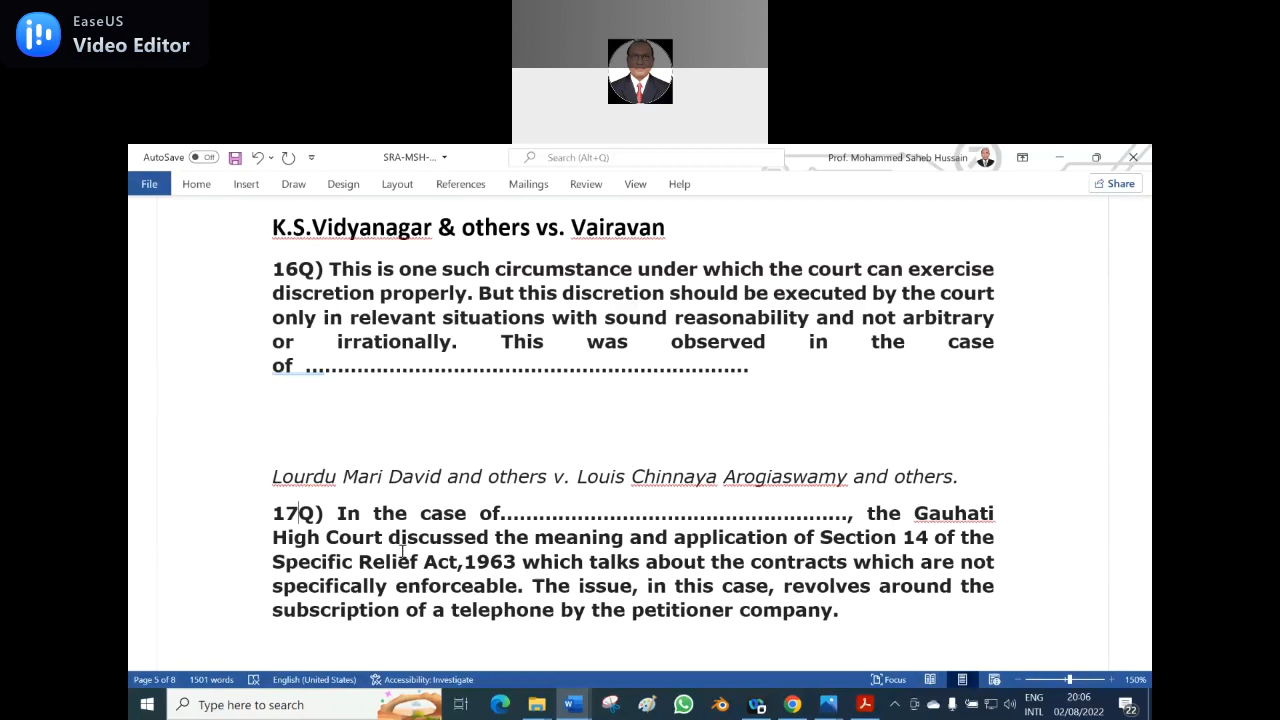 EaseUS
Video Editor
AutoSave Off SRA-MSH-... Search (Alt+Q) Prof. Mohammed Saheb Hussain
File Home Insert Draw Design Layout References Mailings Review View Help Share
K.S.Vidyanagar & others vs. Vairavan
16Q) This is one such circumstance under which the court can exercise
discretion properly. But this discretion should be executed by the court
only in relevant situations with sound reasonability and not arbitrary
or irrationally. This was observed in the case
of ......................................................................
Lourdu Mari David and others v. Louis Chinnaya Arogiaswamy and others.
17Q) In the case of......................................................, the Gauhati
High Court discussed the meaning and application of Section 14 of the
Specific Relief Act,1963 which talks about the contracts which are not
specifically enforceable. The issue, in this case, revolves around the
subscription of a telephone by the petitioner company.
Page 5 of 8 1501 words English (United States) Accessibility: Investigate Focus 150%
Type here to search ENG 20:06
INTL 02/08/2022 22